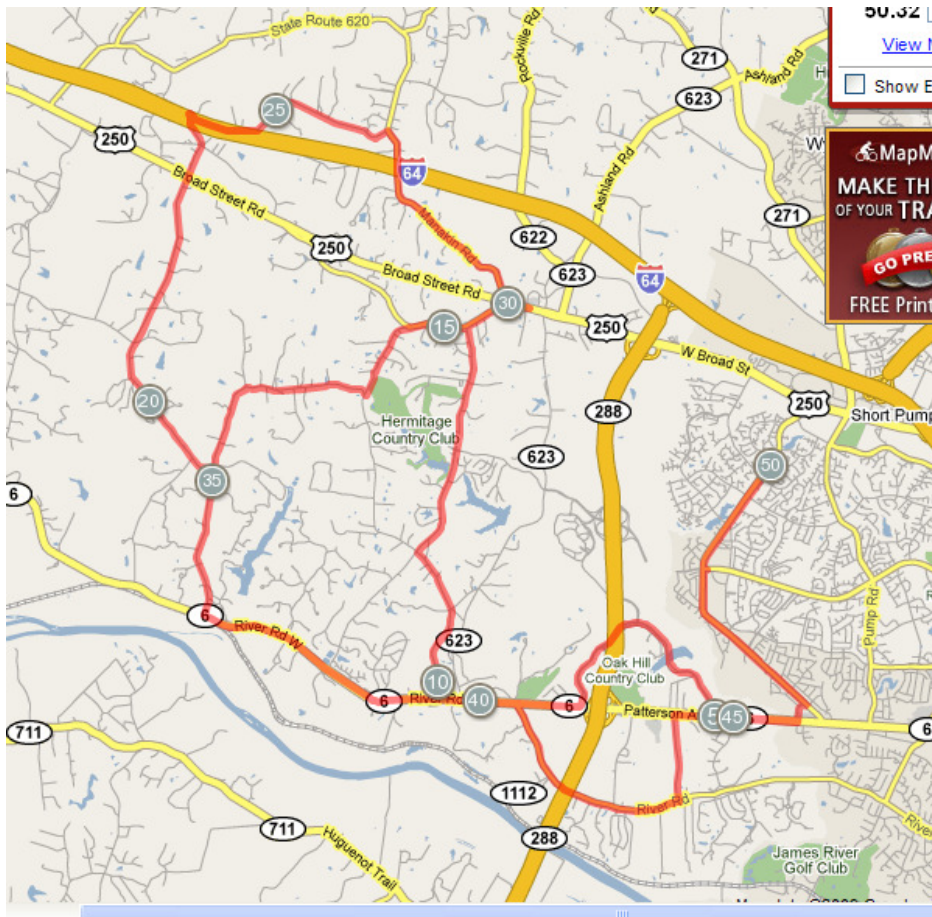 50.32
View
State Route 620
Rockville Rd
271
Ashland Rd
623
Show E
25
250
MapM
MAKE TH
OF YOUR TRA
GO PRE
FREE Print
64
Broad Street Rd
Ashland Rd
271
622
Manakin Rd
250
623
64
Broad Street Rd
30
15
250
W Broad St
20
288
250
Short Pump
Hermitage
Country Club
623
50
35
6
Pump Rd
6
River Rd W
623
10
Oak Hill
Country Club
River Rd
40
6
6
Patterson A
5
45
6
711
1112
River Rd
River
711
288
Huguenot Trail
James River
Golf Club